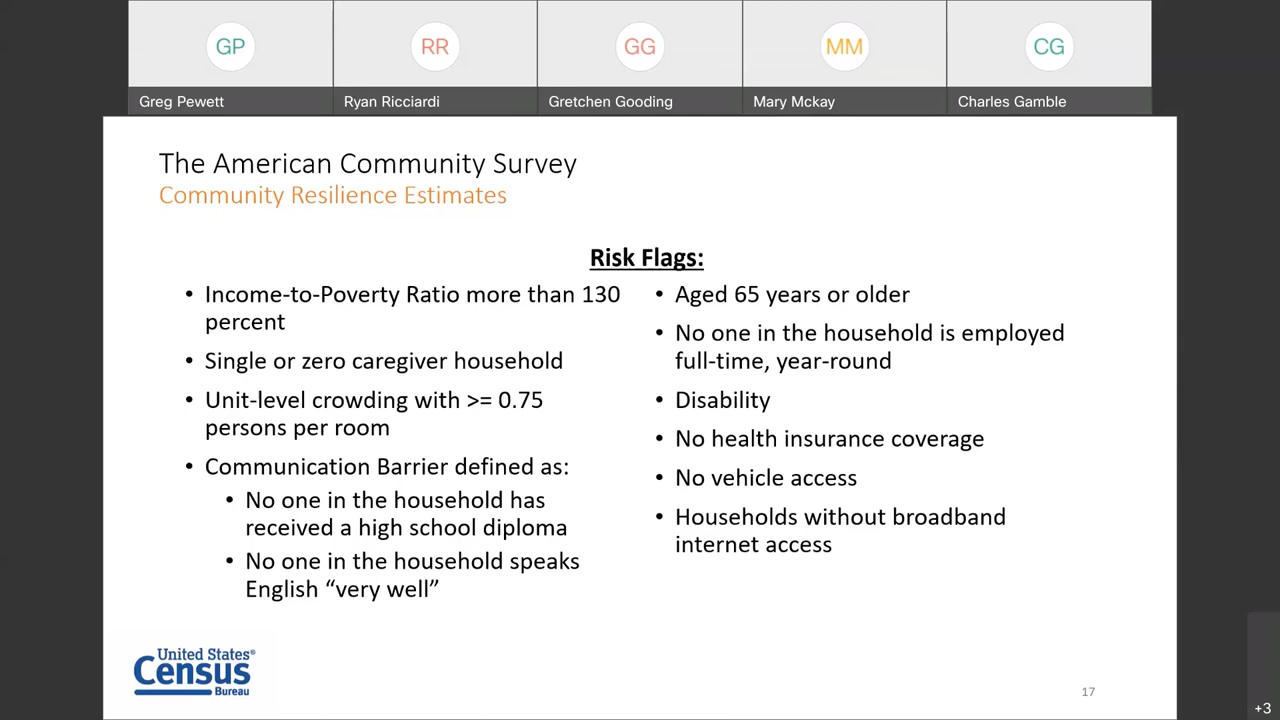 GP
RR
GG
MM
CG
Greg Pewett
Ryan Ricciardi
Gretchen Gooding
Mary Mckay
Charles Gamble
The American Community Survey
Community Resilience Estimates
Risk Flags:
• Income-to-Poverty Ratio more than 130
percent
• Single or zero caregiver household
• Unit-level crowding with >= 0.75
persons per room
• Communication Barrier defined as:
• No one in the household has
received a high school diploma
• No one in the household speaks
English “very well”
• Aged 65 years or older
• No one in the household is employed
full-time, year-round
• Disability
• No health insurance coverage
• No vehicle access
• Households without broadband
internet access
United States®
Census
Bureau
17
+3